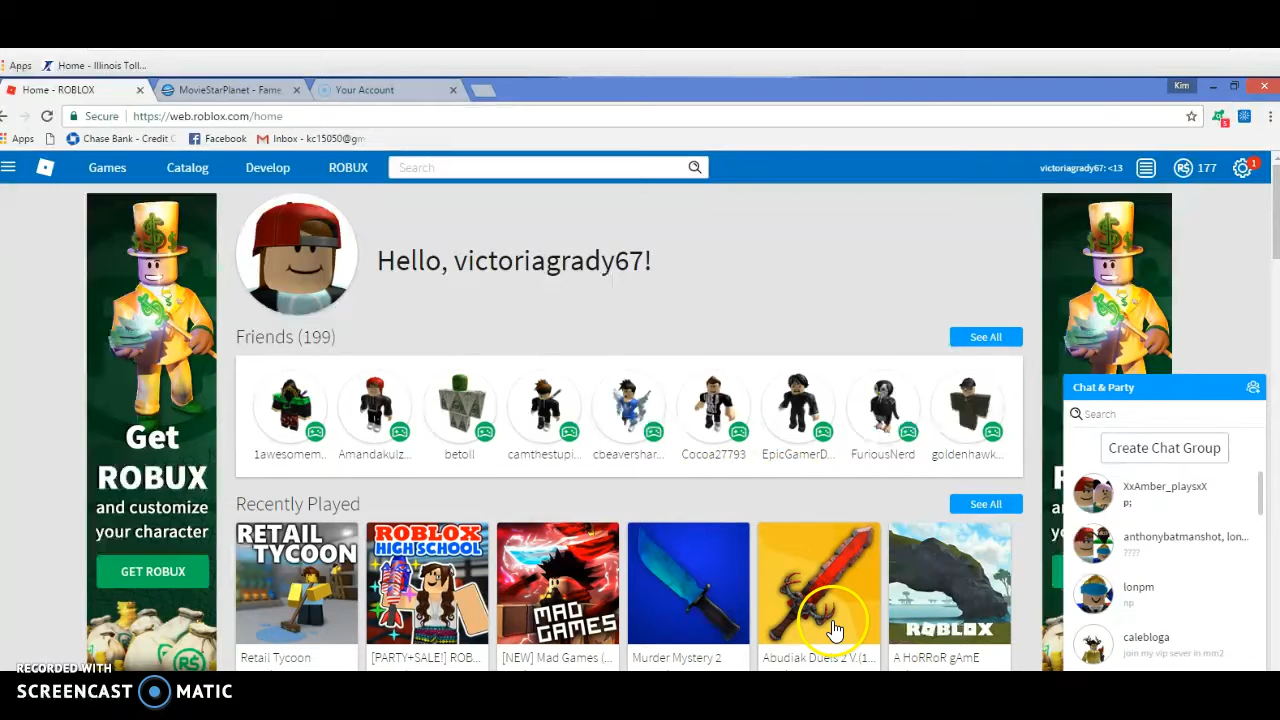 Apps Home - Illinois Toll...
Home - ROBLOX MovieStarPlanet - Fame, Your Account Kim
Secure https://web.roblox.com/home
Apps Chase Bank - Credit C Facebook Inbox - kc15050@gm 5
Games Catalog Develop ROBUX Search victoriagrady67: <13 R$ 177 1
Hello, victoriagrady67!
Friends (199) See All
1awesomem... Amandakulz... betoll camthestupi... cbeavershar... Cocoa27793 EpicGamerD... FuriousNerd goldenhawk...
Recently Played See All
RETAIL TYCOON
ROBLOX HIGH SCHOOL
MAD GAMES
ROBLOX
Retail Tycoon [PARTY+SALE!] ROB... [NEW] Mad Games (... Murder Mystery 2 Abudiak Duels 2 V.(1... A HoRRoR gAmE
Get
ROBUX
and customize
your character
GET ROBUX
Chat & Party
Search
Create Chat Group
XxAmber_playsxX
p;
anthonybatmanshot, lon...
????
lonpm
np
calebloga
join my vip sever in mm2
RECORDED WITH
SCREENCAST MATIC